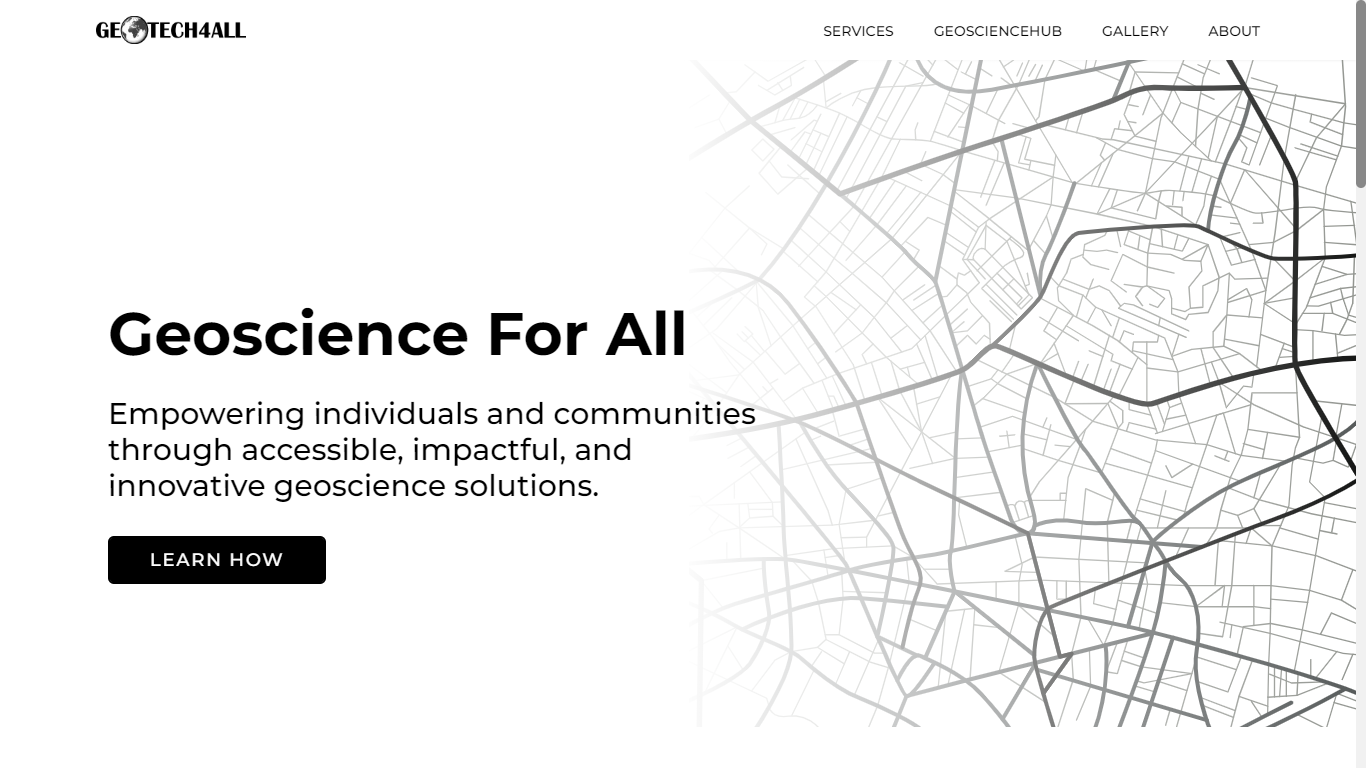 GEOTECH4ALL
SERVICES
GEOSCIENCEHUB
GALLERY
ABOUT
Geoscience For All
Empowering individuals and communities
through accessible, impactful, and
innovative geoscience solutions.
LEARN HOW